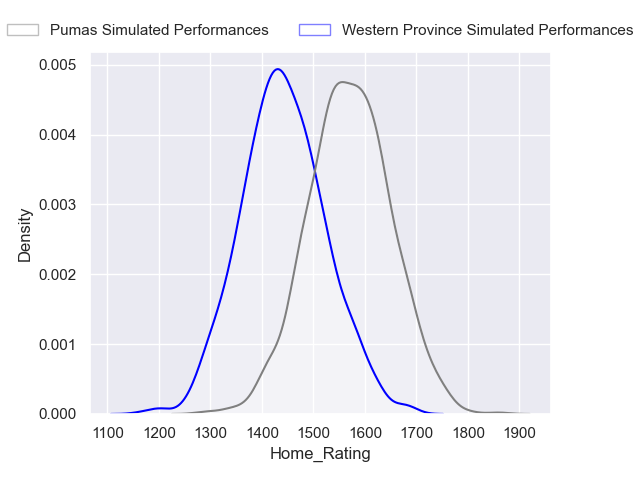 Pumas Simulated Performances
Western Province Simulated Performances
0.005
0.004
0.003
0.002
0.001
0.000
Density
1100 1200 1300 1400 1500 1600 1700 1800 1900
Home_Rating